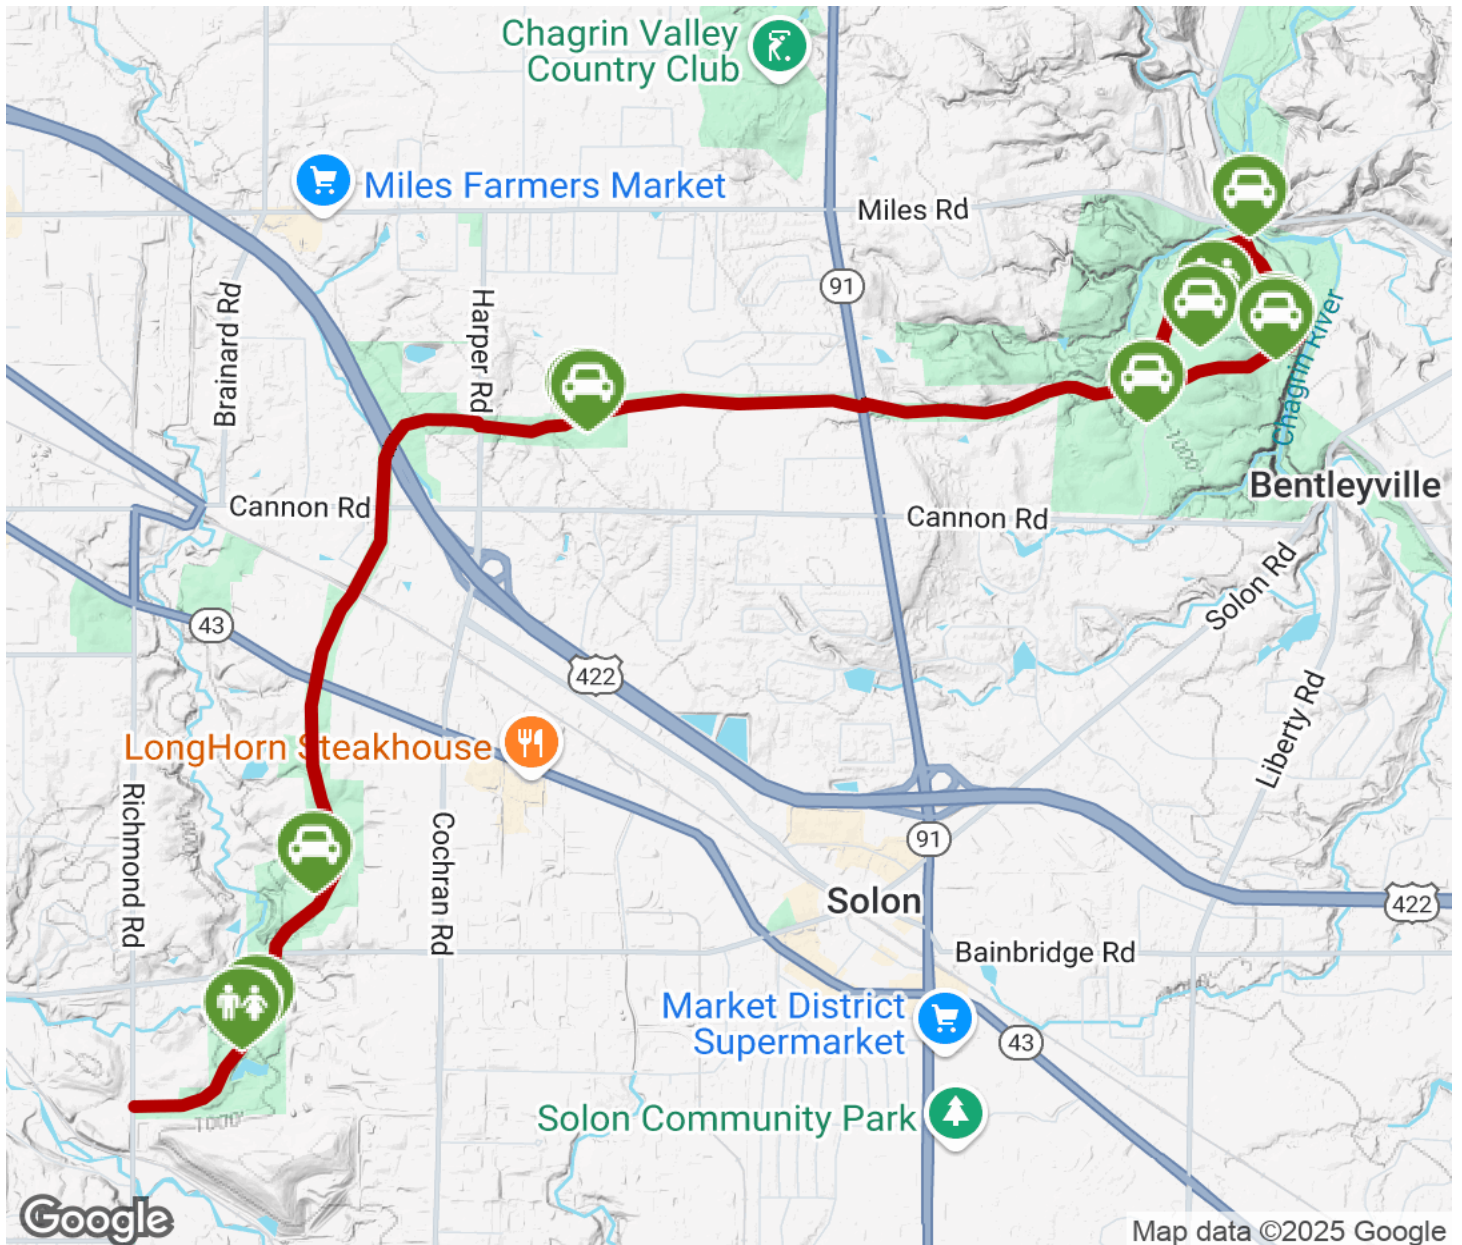 Chagrin Valley
Country Club
Miles Farmers Market
Miles Rd
91
Brainard Rd
Harper Rd
Chagrin River
1000'
Cannon Rd
Cannon Rd
Bentleyville
Solon Rd
43
422
LongHorn Steakhouse
Liberty Rd
Richmond Rd
Cochran Rd
91
Solon
422
Bainbridge Rd
Market District
Supermarket
43
Solon Community Park
1000'
Google
Map data ©2025 Google